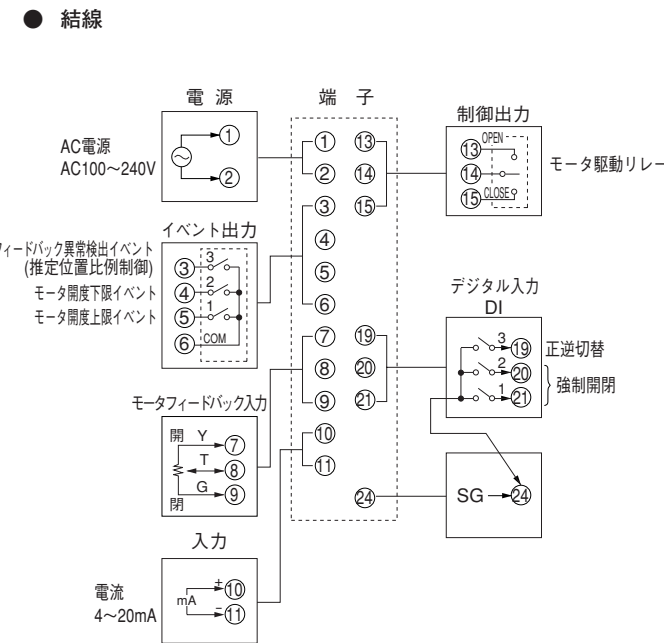 ● 結線
電 源
AC電源
AC100～240V
①
②
イベント出力
フィードバック異常検出イベント
(推定位置比例制御)
モータ開度下限イベント
モータ開度上限イベント
③ 3
④ 2
⑤ 1
⑥ COM
モータフィードバック入力
開 Y ⑦
T ⑧
閉 G ⑨
入力
電流
4～20mA
mA
+ ⑩
- ⑪
端 子
① ⑬
② ⑭
③ ⑮
④
⑤
⑥
⑦ ⑲
⑧ ⑳
⑨ ㉑
⑩
⑪
㉔
制御出力
⑬ OPEN
⑭
⑮ CLOSE
モータ駆動リレー
デジタル入力
DI
3 ⑲ 正逆切替
2 ⑳
1 ㉑
強制開閉
SG ㉔